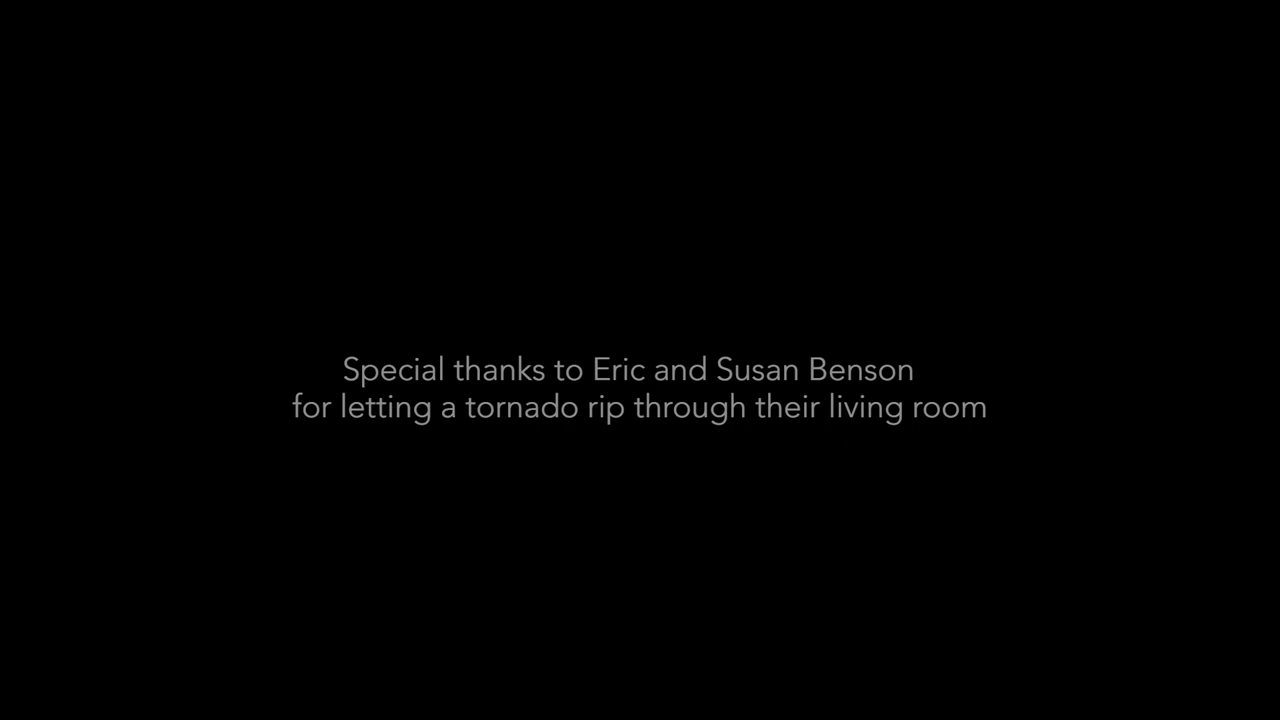 Special thanks to Eric and Susan Benson
for letting a tornado rip through their living room